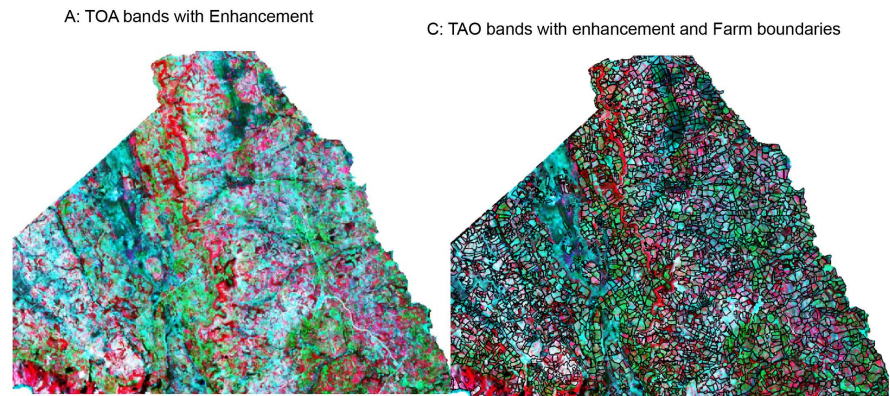 A: TOA bands with Enhancement
C: TAO bands with enhancement and Farm boundaries